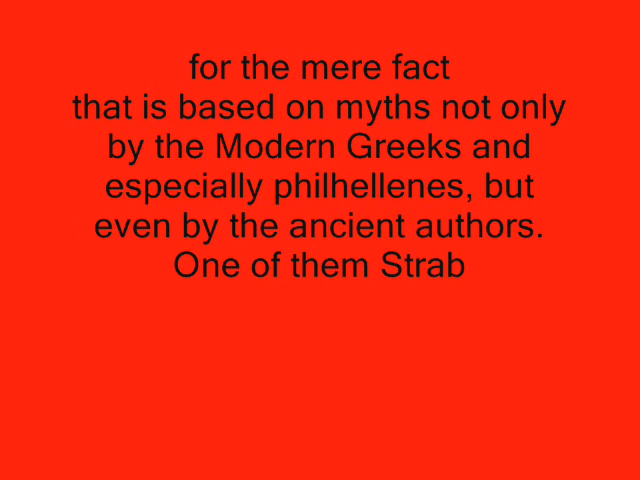 for the mere fact
that is based on myths not only
by the Modern Greeks and
especially philhellenes, but
even by the ancient authors.
One of them Strab